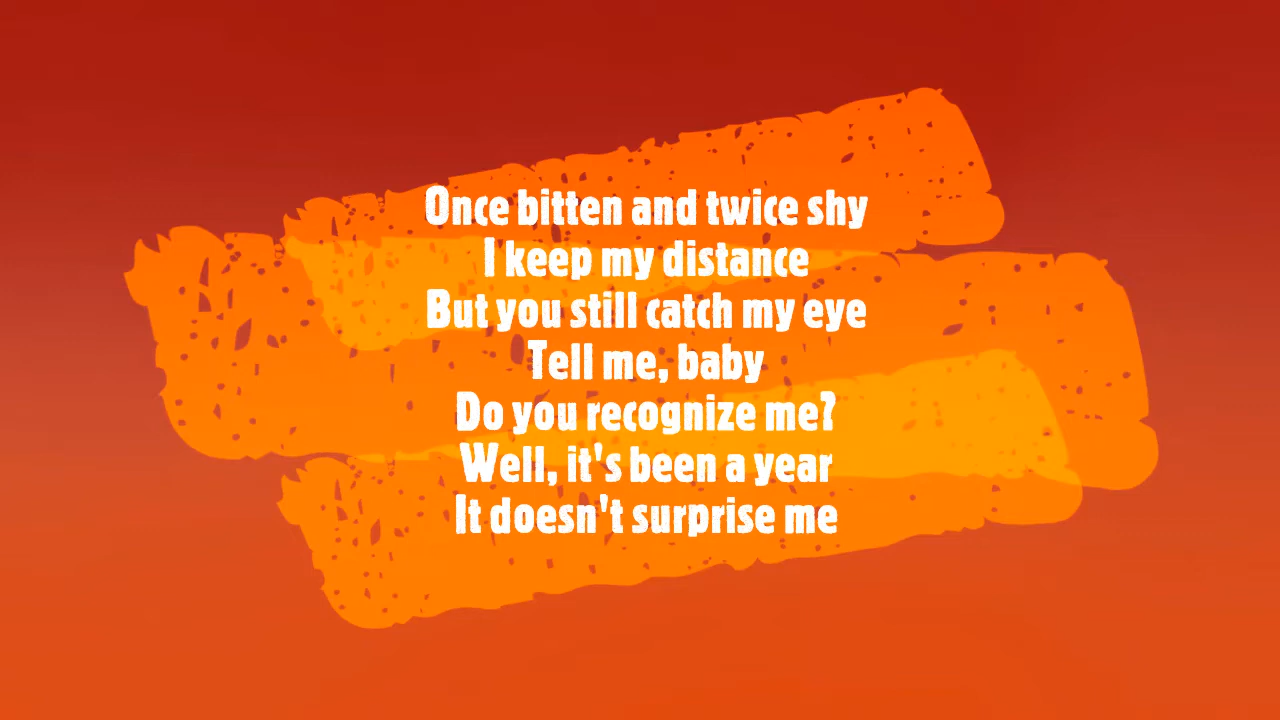 Once bitten and twice shy
I keep my distance
But you still catch my eye
Tell me, baby
Do you recognize me?
Well, it's been a year
It doesn't surprise me